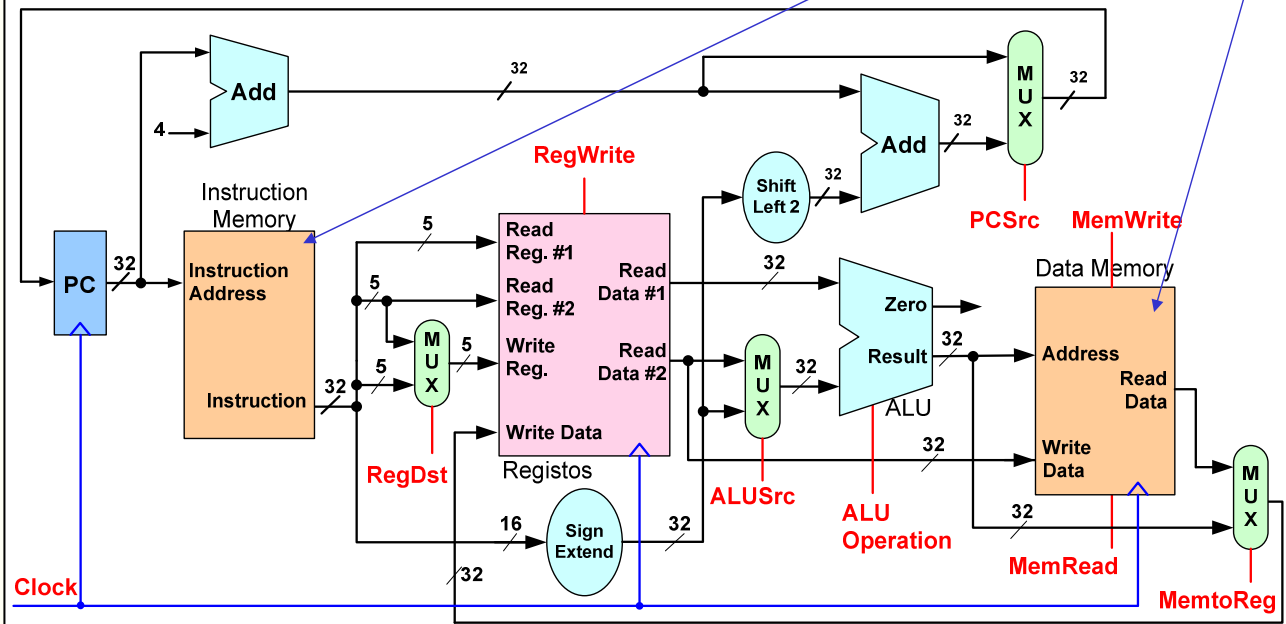 32
Add
4
32
Add
32
M
U
X
32
PCSrc
Shift
Left 2
32
RegWrite
Instruction
Memory
PC
32
Instruction
Address
Instruction
32
5
5
5
M
U
X
5
RegDst
Read
Reg. #1
Read
Reg. #2
Write
Reg.
Write Data
Read
Data #1
Read
Data #2
Registos
32
M
U
X
32
ALUSrc
Zero
Result
ALU
32
ALU
Operation
MemWrite
Data Memory
Address
Read
Data
Write
Data
32
32
MemRead
M
U
X
MemtoReg
16
Sign
Extend
32
32
Clock